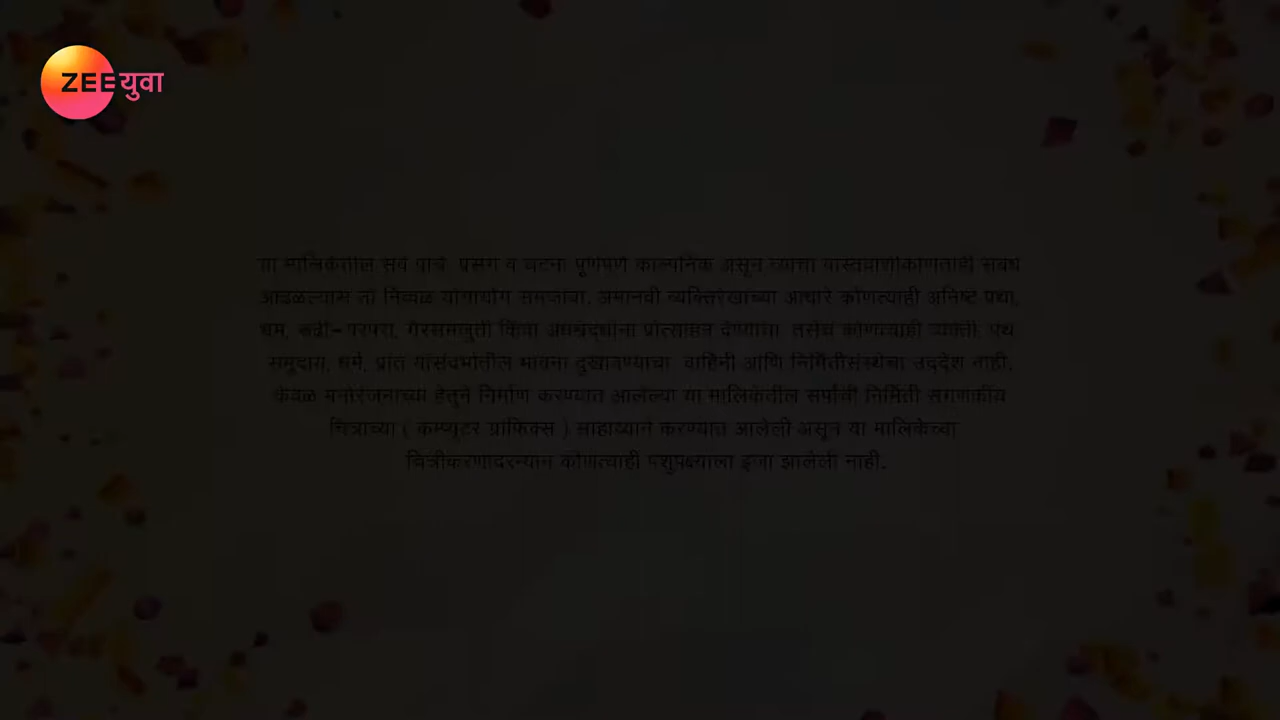 ZEE युवा
या मालिकेतील सर्व पात्रे, प्रसंग व घटना पूर्णपणे काल्पनिक असून त्याचा वास्तवाशी कोणताही संबंध
आढळल्यास तो निव्वळ योगायोग समजावा. अमानवी व्यक्तिरेखांच्या आधारे कोणत्याही अनिष्ट प्रथा,
धर्म, रूढी-परंपरा, गैरसमजुती किंवा अंधश्रद्धांना प्रोत्साहन देण्याचा तसेच कोणत्याही व्यक्ती, पंथ
समुदाय, धर्म, प्रांत यांसंदर्भातील भावना दुखावण्याचा वाहिनी आणि निर्मितीसंस्थेचा उद्देश नाही.
केवळ मनोरंजनाच्या हेतूने निर्माण करण्यात आलेल्या या मालिकेतील सर्पांची निर्मिती संगणकीय
चित्रांच्या ( कम्प्युटर ग्राफिक्स ) साहाय्याने करण्यात आलेली असून या मालिकेच्या
चित्रीकरणादरम्यान कोणत्याही पशुपक्ष्याला इजा झालेली नाही.